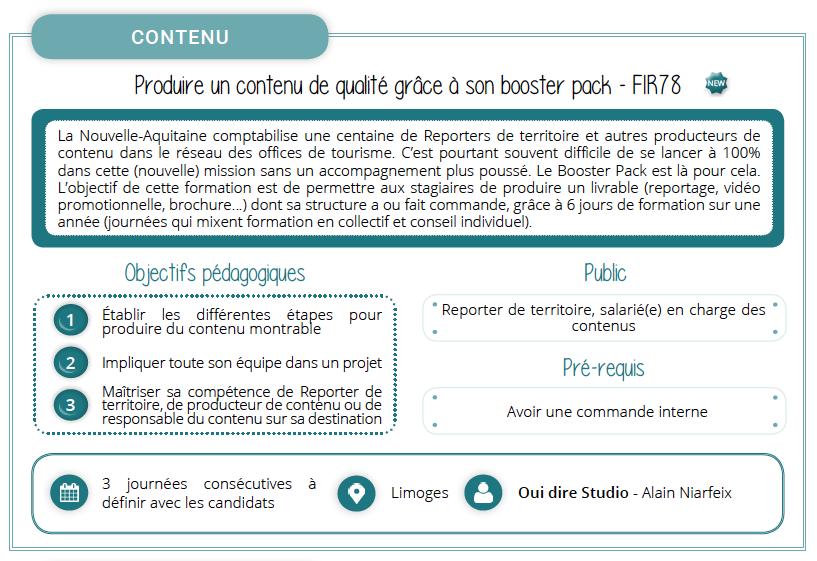 CONTENU
Produire un contenu de qualité grâce à son booster pack - FIR78
NEW
La Nouvelle-Aquitaine comptabilise une centaine de Reporters de territoire et autres producteurs de
contenu dans le réseau des offices de tourisme. C’est pourtant souvent difficile de se lancer à 100%
dans cette (nouvelle) mission sans un accompagnement plus poussé. Le Booster Pack est là pour cela.
L’objectif de cette formation est de permettre aux stagiaires de produire un livrable (reportage, vidéo
promotionnelle, brochure...) dont sa structure a ou fait commande, grâce à 6 jours de formation sur une
année (journées qui mixent formation en collectif et conseil individuel).
Objectifs pédagogiques
1
Établir les différentes étapes pour
produire du contenu montrable
2
Impliquer toute son équipe dans un projet
3
Maîtriser sa compétence de Reporter de
territoire, de producteur de contenu ou de
responsable du contenu sur sa destination
Public
Reporter de territoire, salarié(e) en charge des
contenus
Pré-requis
Avoir une commande interne
3 journées consécutives à
définir avec les candidats
Limoges
Oui dire Studio - Alain Niarfeix